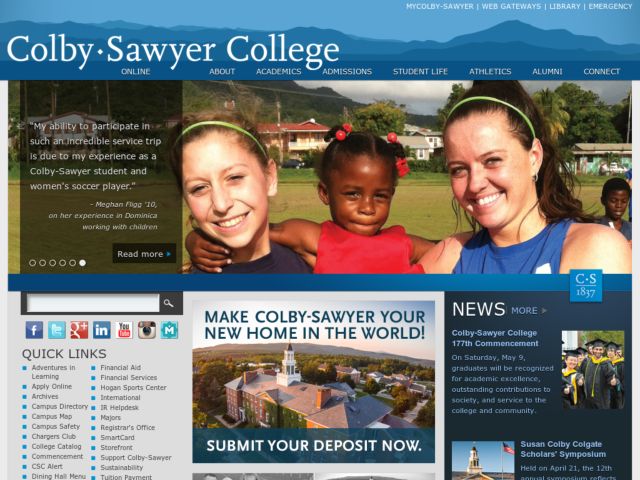 MYCOLBY-SAWYER | WEB GATEWAYS | LIBRARY | EMERGENCY
Colby·Sawyer College
ONLINE ABOUT ACADEMICS ADMISSIONS STUDENT LIFE ATHLETICS ALUMNI CONNECT
“My ability to participate in
such an incredible service trip
is due to my experience as a
Colby-Sawyer student and
women's soccer player.”
- Meghan Fligg '10,
on her experience in Dominica
working with children
Read more
C·S
1837
QUICK LINKS
Adventures in
Learning
Apply Online
Archives
Campus Directory
Campus Map
Campus Safety
Chargers Club
College Catalog
Commencement
CSC Alert
Dining Hall Menu
Financial Aid
Financial Services
Hogan Sports Center
International
IR Helpdesk
Majors
Registrar's Office
SmartCard
Storefront
Support Colby-Sawyer
Sustainability
Tuition Payment
MAKE COLBY-SAWYER YOUR
NEW HOME IN THE WORLD!
SUBMIT YOUR DEPOSIT NOW.
NEWS MORE
Colby-Sawyer College
177th Commencement
On Saturday, May 9,
graduates will be recognized
for academic excellence,
outstanding contributions to
society, and service to the
college and community.
Susan Colby Colgate
Scholars' Symposium
Held on April 21, the 12th
annual symposium reflects